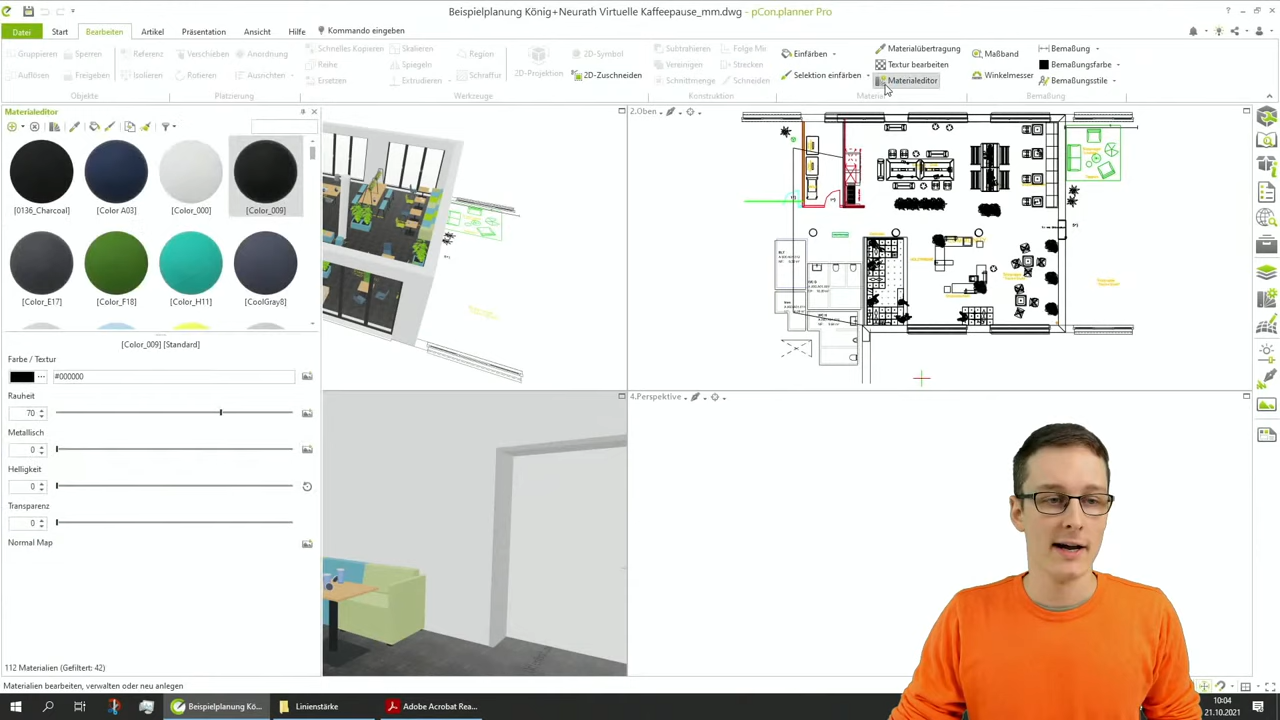 Beispielplanung König+Neurath Virtuelle Kaffeepause_mm.dwg - pCon.planner Pro
Datei
Start
Bearbeiten
Artikel
Präsentation
Ansicht
Hilfe
Kommando eingeben
Gruppieren
Sperren
Referenz
Verschieben
Anordnung
Schnelles Kopieren
Skalieren
Region
2D-Symbol
Subtrahieren
Folge Me
Einfärben
Materialübertragung
Maßband
Bemaßung
Auflösen
Freigeben
Isolieren
Rotieren
Ausrichten
Reihe
Spiegeln
Schraffur
2D-Projektion
2D-Zuschneiden
Vereinigen
Strecken
Selektion einfärben
Textur bearbeiten
Winkelmesser
Bemaßungsfarbe
Ersetzen
Extrudieren
Schnittmenge
Schneiden
Materialeditor
Bemaßungsstile
Objekte
Platzierung
Werkzeuge
Konstruktion
Bemaßung
Materialeditor
[0136_Charcoal]
[Color A03]
[Color_000]
[Color_009]
[Color_E17]
[Color_F18]
[Color_H11]
[CoolGray8]
[Color_009] [Standard]
Farbe / Textur
#000000
Rauheit
70
Metallisch
0
Helligkeit
0
Transparenz
0
Normal Map
112 Materialien (Gefiltert: 42)
2.Oben
4.Perspektive
Materialien bearbeiten, verwalten oder neu anlegen
Beispielplanung Kö...
Linienstärke
Adobe Acrobat Rea...
10:04
21.10.2021